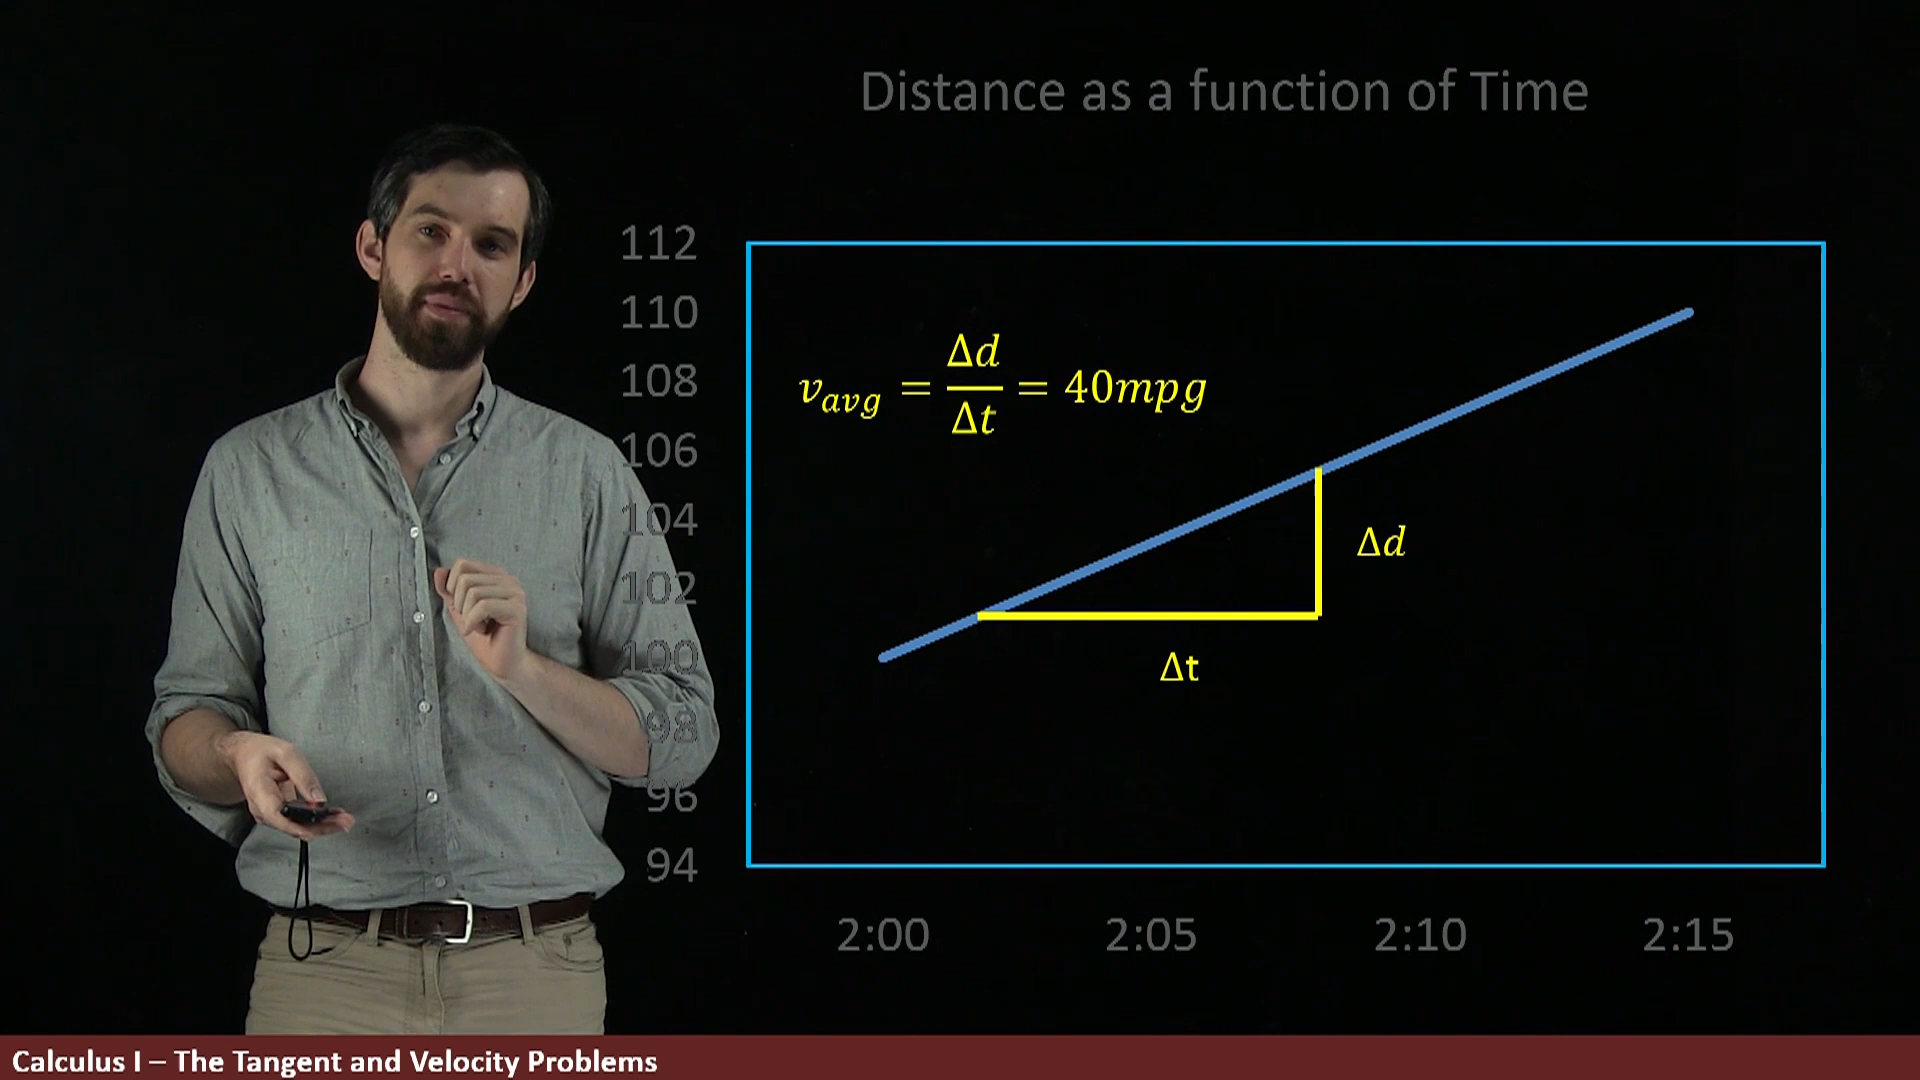 Distance as a function of Time
112
110
108
106
104
102
100
98
96
94
v_avg = Δd/Δt = 40mpg
Δd
Δt
2:00 2:05 2:10 2:15
Calculus I – The Tangent and Velocity Problems